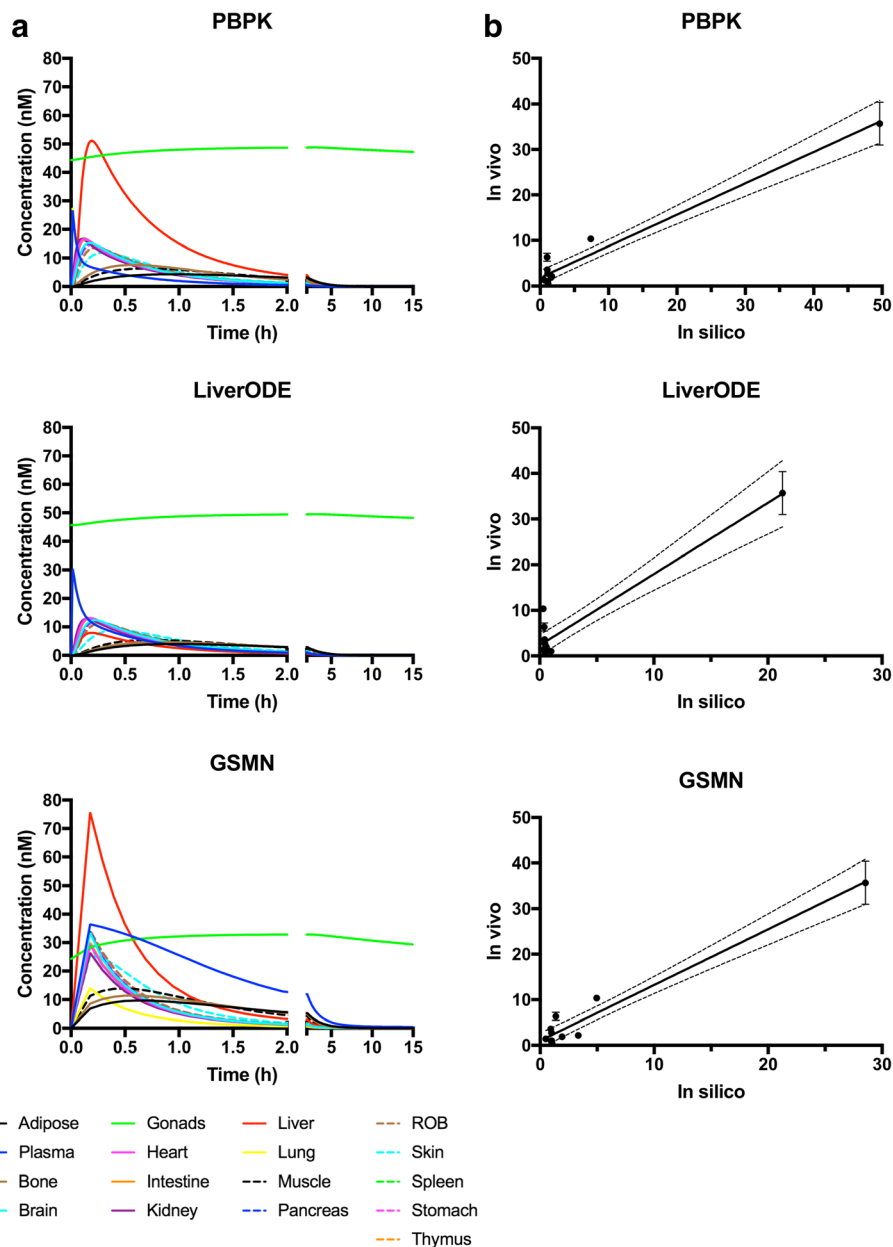 a
b
PBPK
PBPK
Concentration (nM)
80
70
60
50
40
30
20
10
0
0.0 0.5 1.0 1.5 2.0 5 10 15
Time (h)
In vivo
50
40
30
20
10
0
0 10 20 30 40 50
In silico
LiverODE
LiverODE
Concentration (nM)
80
70
60
50
40
30
20
10
0
0.0 0.5 1.0 1.5 2.0 5 10 15
Time (h)
In vivo
50
40
30
20
10
0
0 10 20 30
In silico
GSMN
GSMN
Concentration (nM)
80
70
60
50
40
30
20
10
0
0.0 0.5 1.0 1.5 2.0 5 10 15
Time (h)
In vivo
50
40
30
20
10
0
0 10 20 30
In silico
Adipose Gonads Liver ROB
Plasma Heart Lung Skin
Bone Intestine Muscle Spleen
Brain Kidney Pancreas Stomach
Thymus